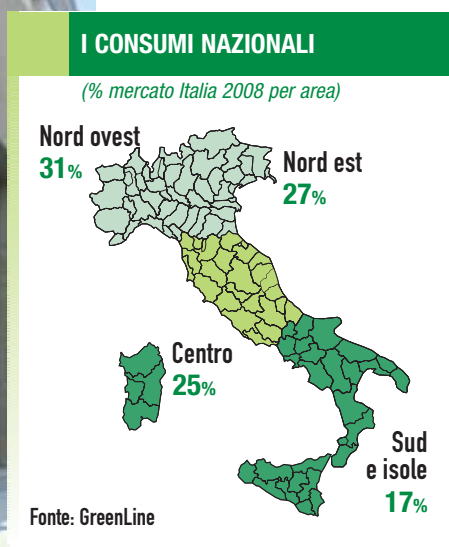 I CONSUMI NAZIONALI
(% mercato Italia 2008 per area)
Nord ovest
31%
Nord est
27%
Centro
25%
Sud
e isole
17%
Fonte: GreenLine